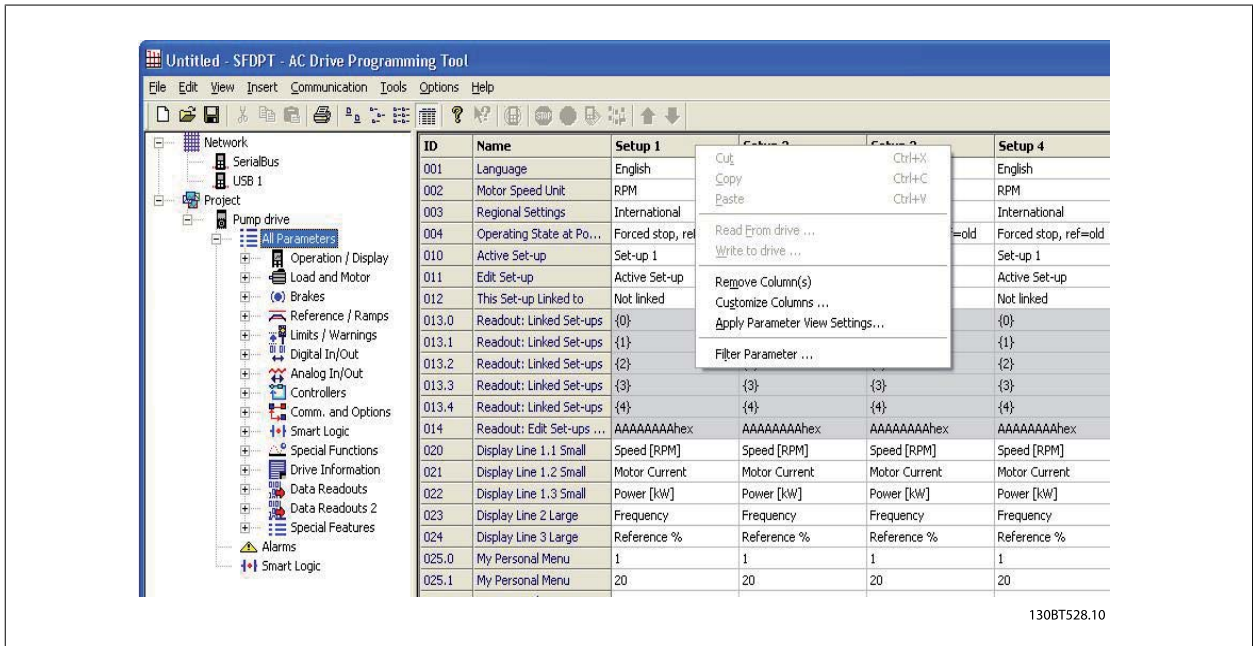 Untitled - SFDPT - AC Drive Programming Tool
File Edit View Insert Communication Tools Options Help
Network
SerialBus
USB 1
Project
Pump drive
All Parameters
Operation / Display
Load and Motor
Brakes
Reference / Ramps
Limits / Warnings
Digital In/Out
Analog In/Out
Controllers
Comm. and Options
Smart Logic
Special Functions
Drive Information
Data Readouts
Data Readouts 2
Special Features
Alarms
Smart Logic
ID Name Setup 1 Setup 4
001 Language English English
002 Motor Speed Unit RPM RPM
003 Regional Settings International International
004 Operating State at Po... Forced stop, ref =old Forced stop, ref=old
010 Active Set-up Set-up 1 Set-up 1
011 Edit Set-up Active Set-up Active Set-up
012 This Set-up Linked to Not linked Not linked
013.0 Readout: Linked Set-ups {0} {0}
013.1 Readout: Linked Set-ups {1} {1}
013.2 Readout: Linked Set-ups {2} {2}
013.3 Readout: Linked Set-ups {3} {3} {3} {3}
013.4 Readout: Linked Set-ups {4} {4} {4} {4}
014 Readout: Edit Set-ups ... AAAAAAAAhex AAAAAAAAhex AAAAAAAAhex AAAAAAAAhex
020 Display Line 1.1 Small Speed [RPM] Speed [RPM] Speed [RPM] Speed [RPM]
021 Display Line 1.2 Small Motor Current Motor Current Motor Current Motor Current
022 Display Line 1.3 Small Power [kW] Power [kW] Power [kW] Power [kW]
023 Display Line 2 Large Frequency Frequency Frequency Frequency
024 Display Line 3 Large Reference % Reference % Reference % Reference %
025.0 My Personal Menu 1 1 1 1
025.1 My Personal Menu 20 20 20 20
Cut Ctrl+X
Copy Ctrl+C
Paste Ctrl+V
Read From drive ...
Write to drive ...
Remove Column(s)
Customize Columns ...
Apply Parameter View Settings...
Filter Parameter ...
130BT528.10